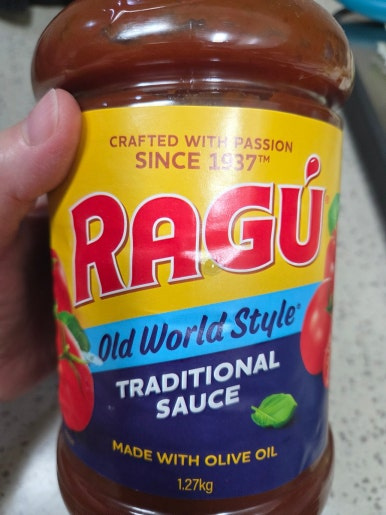 CRAFTED WITH PASSION
SINCE 1937™
RAGÚ
Old World Style®
TRADITIONAL
SAUCE
MADE WITH OLIVE OIL
1.27kg